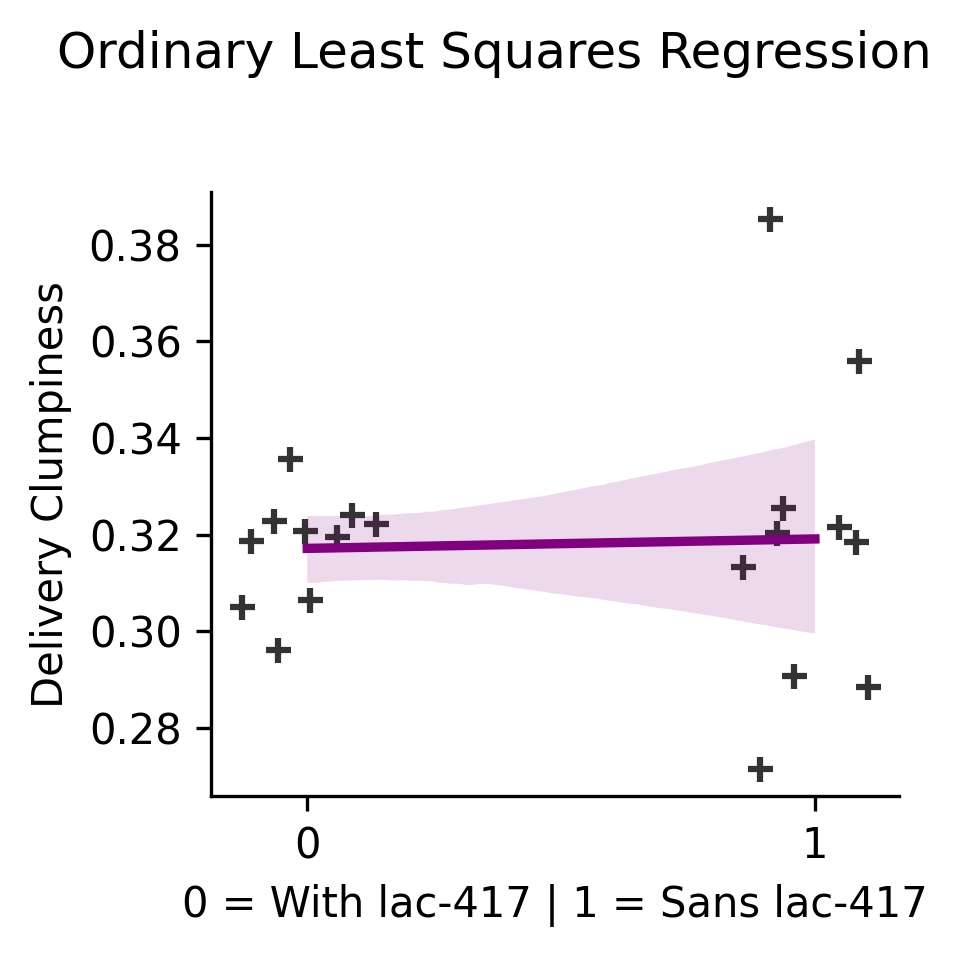 Ordinary Least Squares Regression
Delivery Clumpiness
0.38
0.36
0.34
0.32
0.30
0.28
0
1
0 = With lac-417 | 1 = Sans lac-417